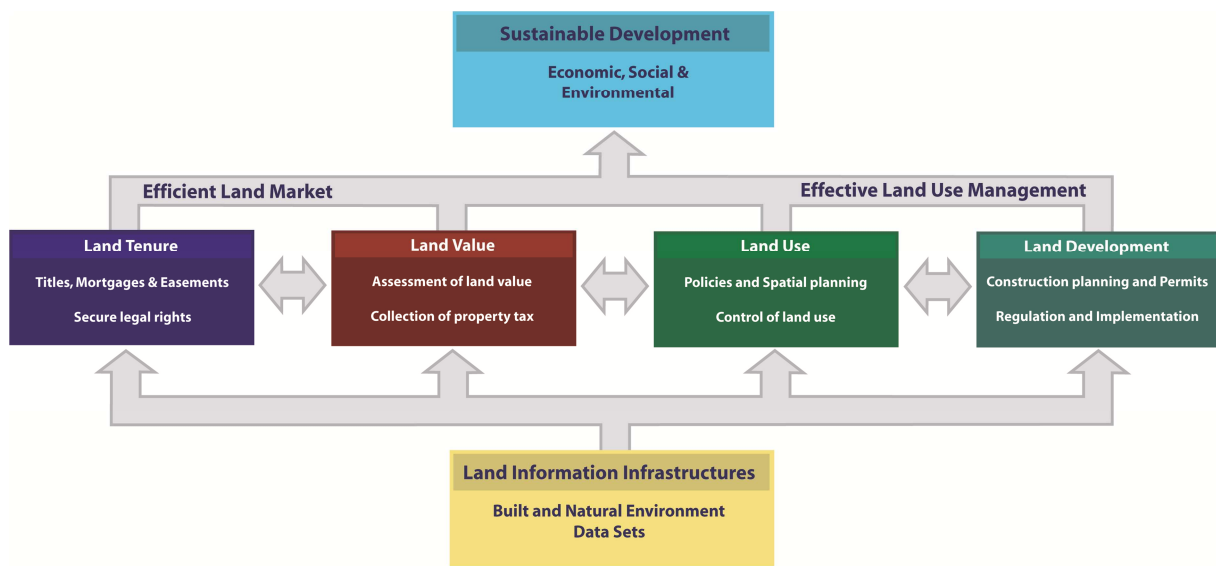 Sustainable Development
Economic, Social &
Environmental
Efficient Land Market
Effective Land Use Management
Land Tenure
Titles, Mortgages & Easements
Secure legal rights
Land Value
Assessment of land value
Collection of property tax
Land Use
Policies and Spatial planning
Control of land use
Land Development
Construction planning and Permits
Regulation and Implementation
Land Information Infrastructures
Built and Natural Environment
Data Sets